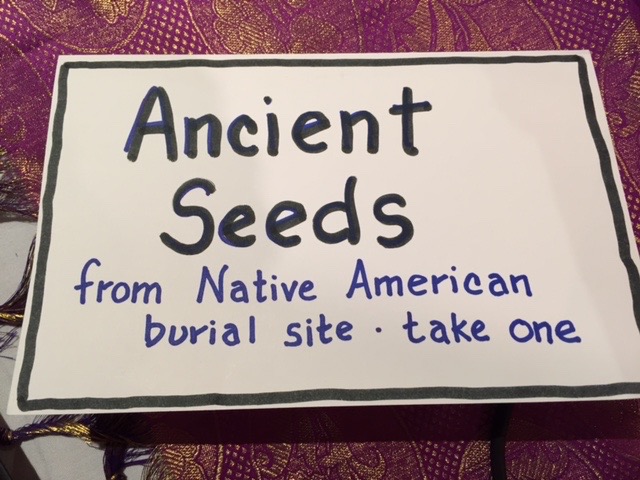 Ancient
Seeds
from Native American
burial site · take one